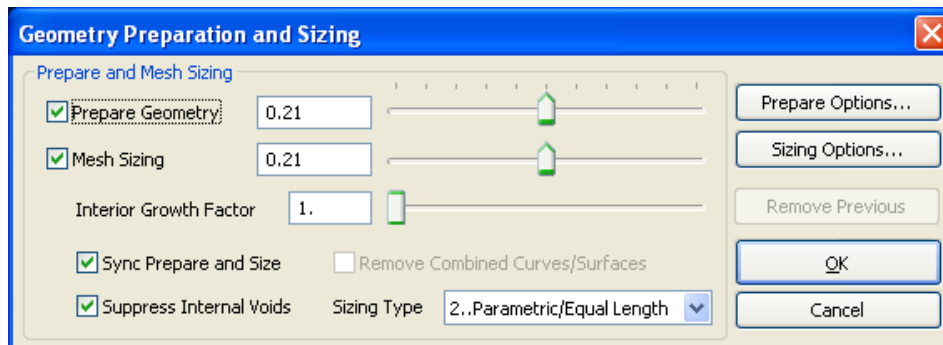 Geometry Preparation and Sizing
Prepare and Mesh Sizing
Prepare Geometry 0.21 Prepare Options...
Mesh Sizing 0.21 Sizing Options...
Interior Growth Factor 1. Remove Previous
Sync Prepare and Size Remove Combined Curves/Surfaces OK
Suppress Internal Voids Sizing Type 2..Parametric/Equal Length Cancel